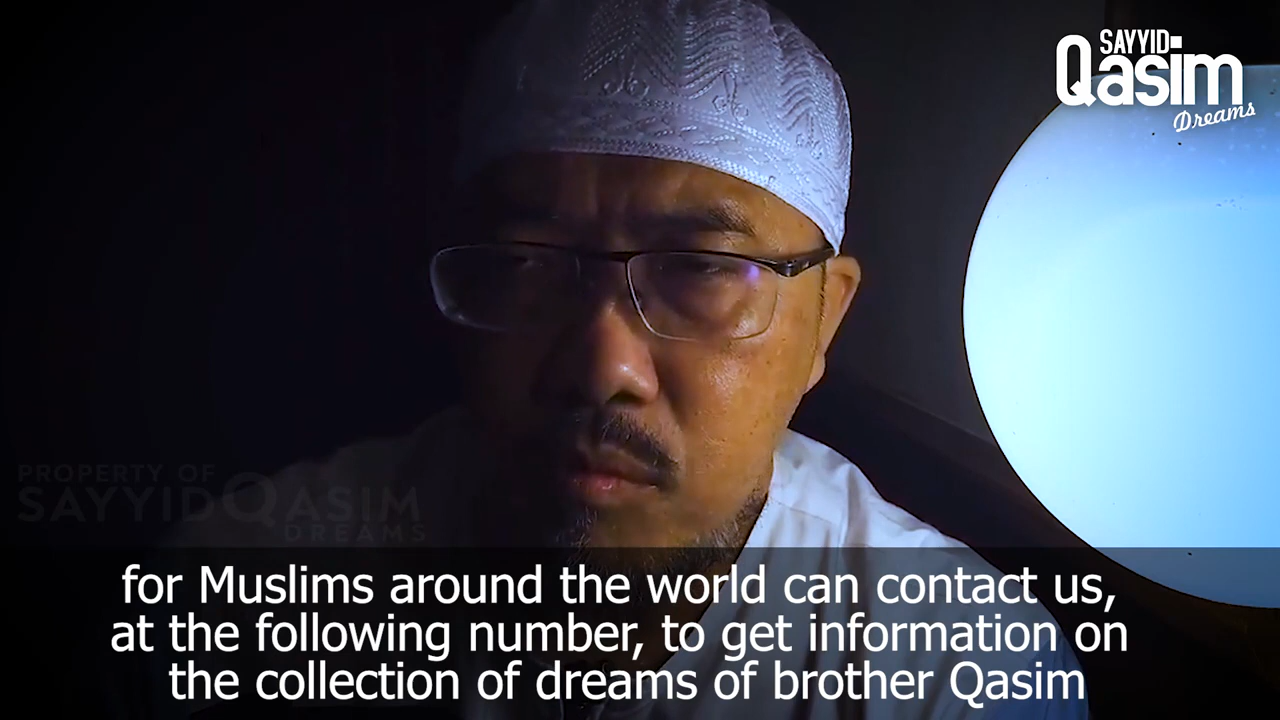 SAYYID
Qasim
Dreams
PROPERTY OF
SAYYIDQASIM
DREAMS
for Muslims around the world can contact us,
at the following number, to get information on
the collection of dreams of brother Qasim